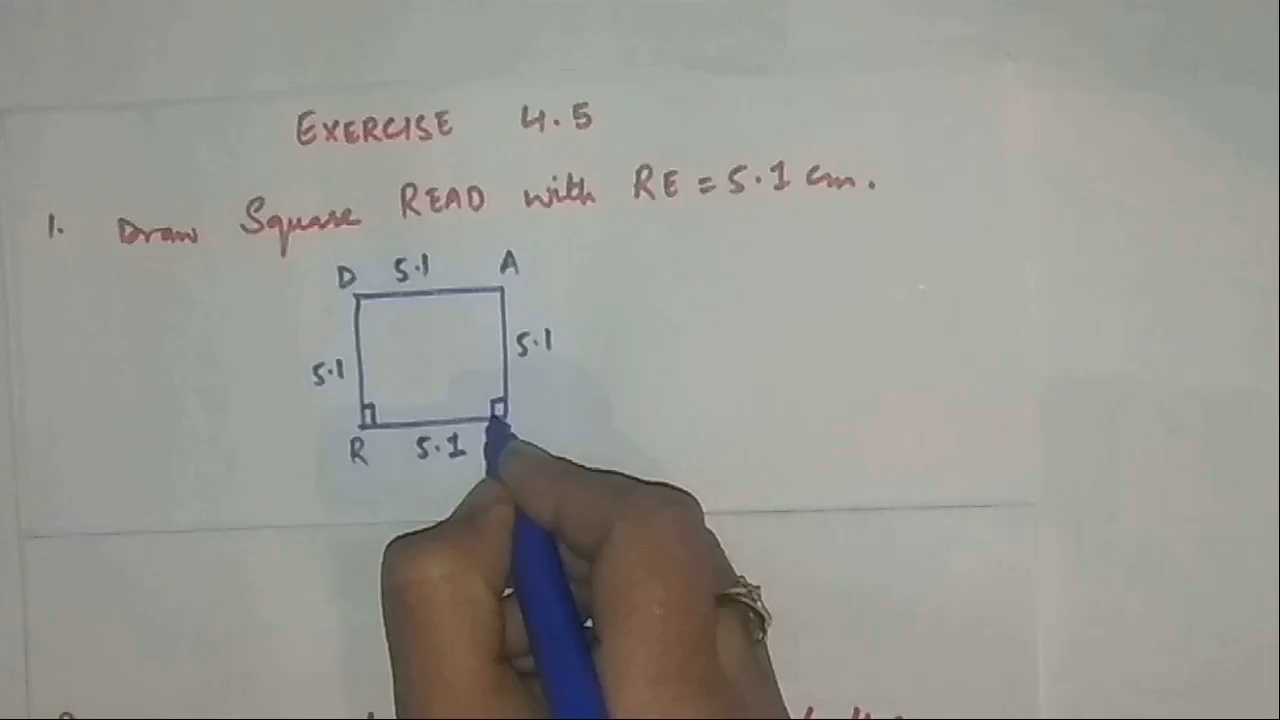 EXERCISE 4.5
1. Draw Square READ with RE = 5.1 cm.
D 5.1 A
5.1 5.1
R 5.1